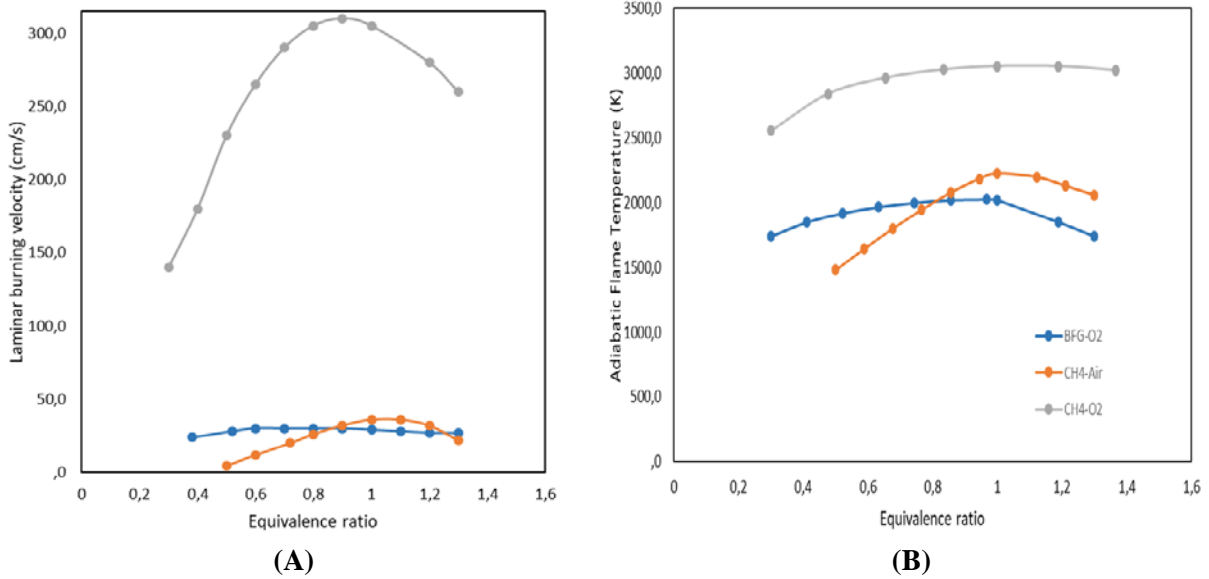 Laminar burning velocity (cm/s)
300,0
250,0
200,0
150,0
100,0
50,0
,0
0 0,2 0,4 0,6 0,8 1 1,2 1,4 1,6
Equivalence ratio
(A)
Adiabatic Flame Temperature (K)
3500,0
3000,0
2500,0
2000,0
1500,0
1000,0
500,0
,0
0 0,2 0,4 0,6 0,8 1 1,2 1,4 1,6
Equivalence ratio
BFG-O2
CH4-Air
CH4-O2
(B)